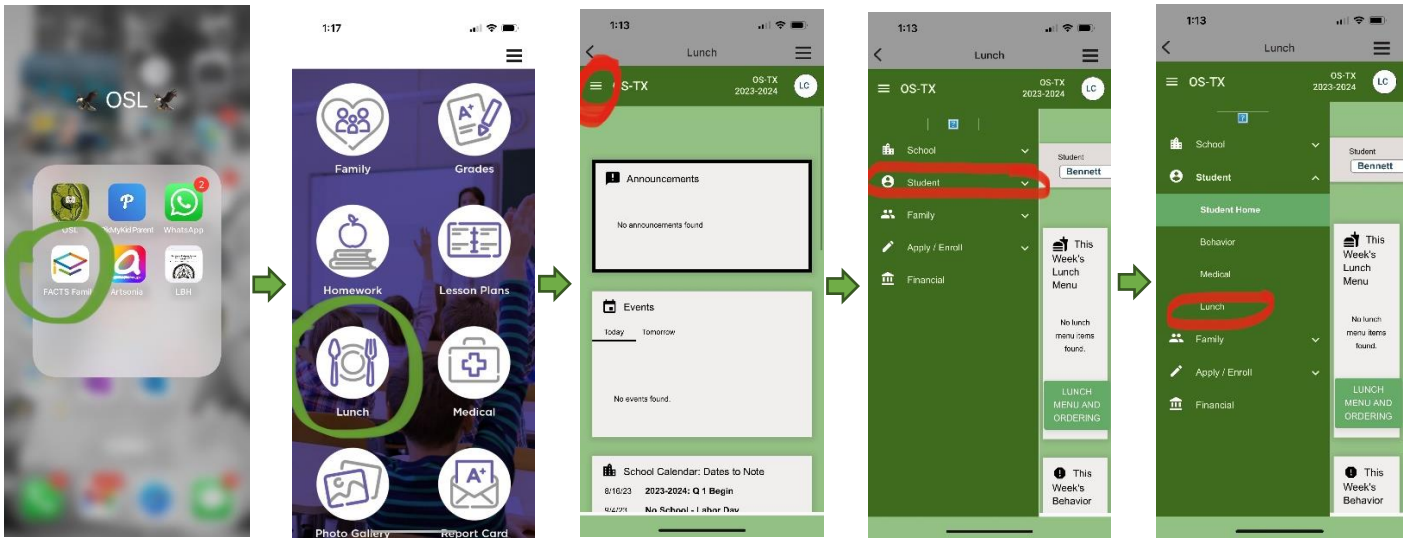 OSL
2
OSL
kMyKid Parent
WhatsApp
FACTS Famil
Artsonia
LBH
1:17
Family
Grades
A+
Homework
Lesson Plans
Lunch
Medical
A+
Photo Gallery
Report Card
1:13
Lunch
S-TX
OS-TX
2023-2024
LC
Announcements
No announcements found
Events
Today
Tomorrow
No events found.
School Calendar: Dates to Note
8/16/23 2023-2024: Q 1 Begin
9/4/23 No School - Labor Day
1:13
Lunch
OS-TX
OS-TX
2023-2024
LC
School
Student
Family
Apply / Enroll
Financial
Student
Bennett
This
Week's
Lunch
Menu
No lunch
menu items
found.
LUNCH
MENU AND
ORDERING
This
Week's
Behavior
1:13
Lunch
OS-TX
OS-TX
2023-2024
LC
School
Student
Student Home
Behavior
Medical
Lunch
Family
Apply / Enroll
Financial
Student
Bennett
This
Week's
Lunch
Menu
No lunch
menu items
found.
LUNCH
MENU AND
ORDERING
This
Week's
Behavior